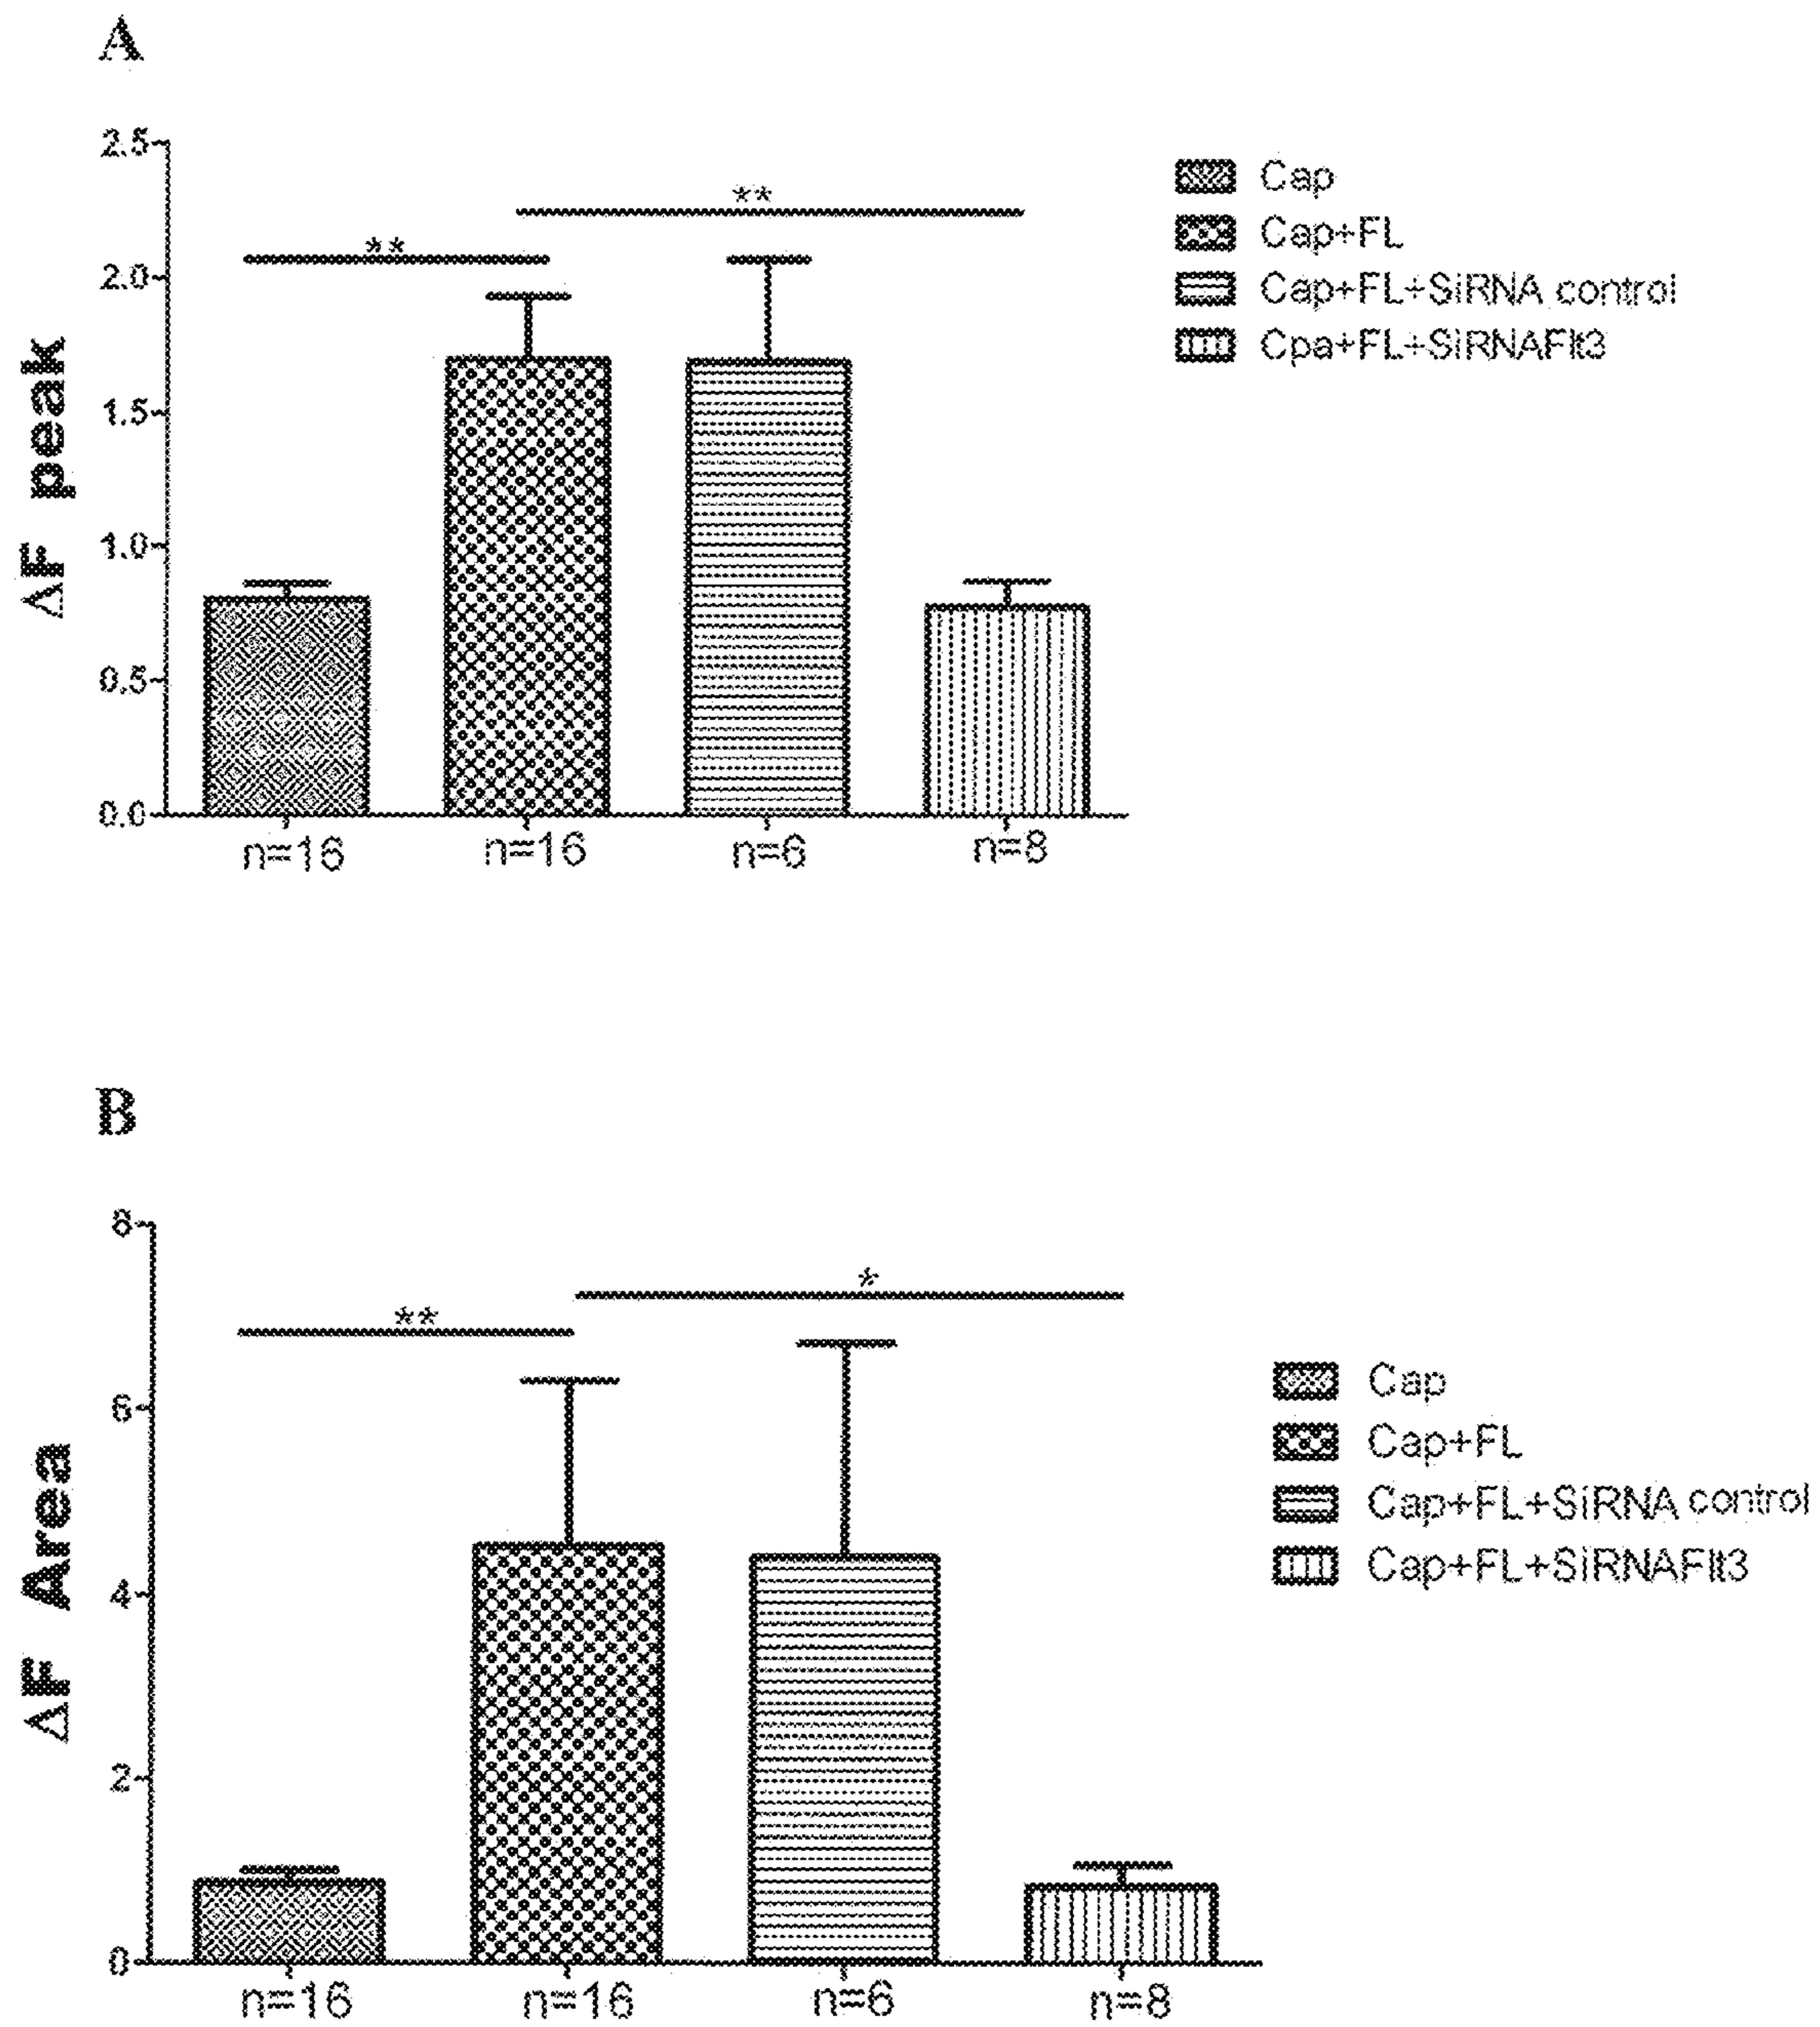 A
2.5
2.0
1.5
1.0
0.5
0.0
ΔF peak
**
**
n=16
n=16
n=6
n=8
Cap
Cap+FL
Cap+FL+SiRNA control
Cpa+FL+SiRNAFlt3
B
8
6
4
2
0
ΔF Area
**
*
n=16
n=16
n=6
n=8
Cap
Cap+FL
Cap+FL+SiRNA control
Cap+FL+SiRNAFlt3